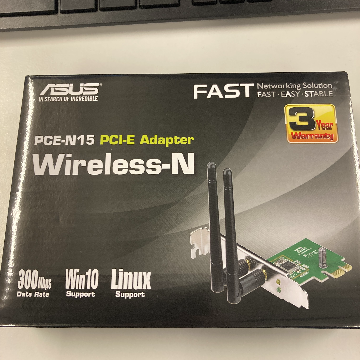 ASUS
IN SEARCH OF INCREDIBLE
FAST Networking Solution
FAST · EASY · STABLE
3 Year
Warranty
PCE-N15 PCI-E Adapter
Wireless-N
300Mbps
Data Rate
Win10
Support
Linux
Support